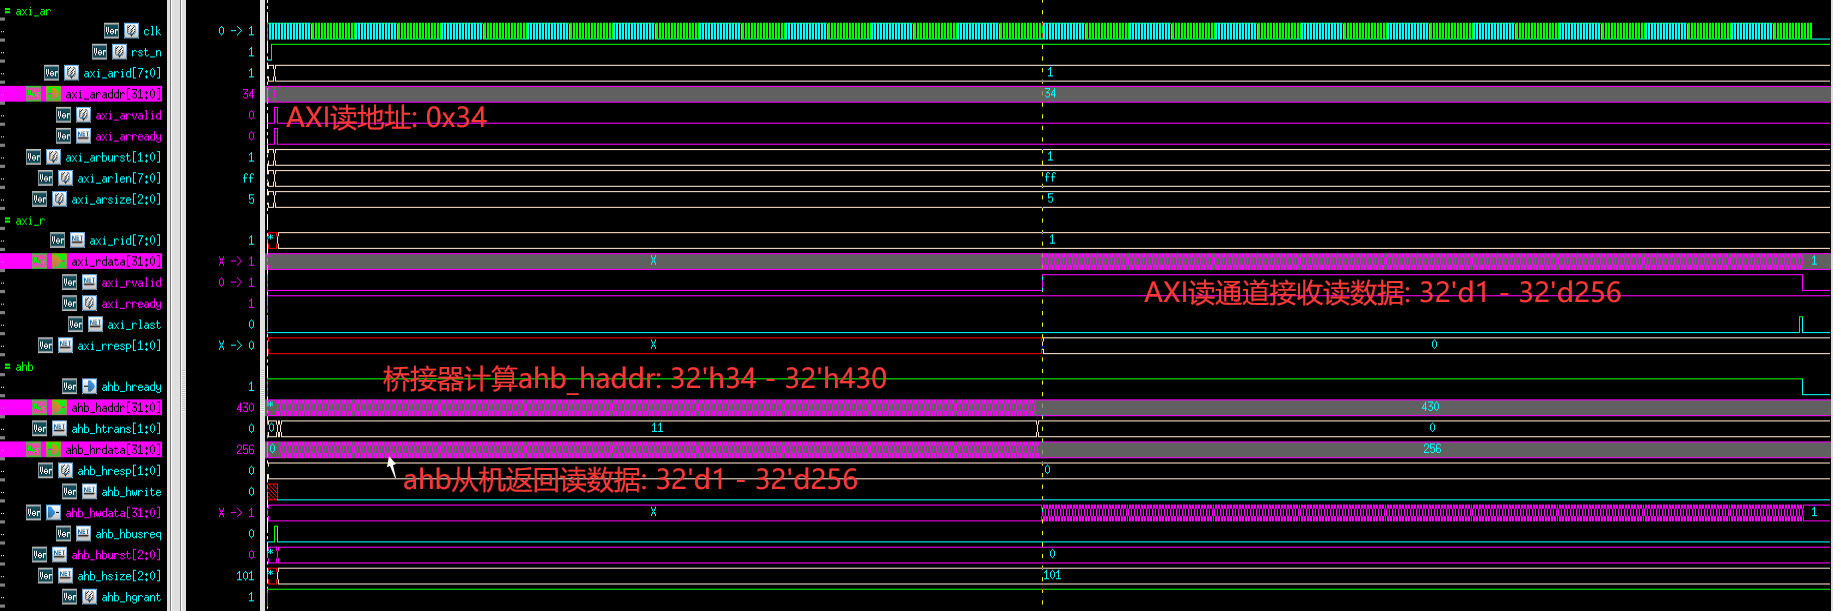 axi_ar
clk 0 -> 1
rst_n 1
axi_arid[7:0] 1 1
axi_araddr[31:0] 34 34
axi_arvalid 0 AXI读地址: 0x34
axi_arready 0
axi_arburst[1:0] 1 1
axi_arlen[7:0] ff ff
axi_arsize[2:0] 5 5
axi_r
axi_rid[7:0] 1 * 1
axi_rdata[31:0] X -> 1 X 1
axi_rvalid 0 -> 1
axi_rready 1 AXI读通道接收读数据: 32'd1 - 32'd256
axi_rlast 0
axi_rresp[1:0] X -> 0 X 0
ahb
ahb_hready 1 桥接器计算ahb_haddr: 32'h34 - 32'h430
ahb_haddr[31:0] 430 * 430
ahb_htrans[1:0] 0 0 11 0
ahb_hrdata[31:0] 256 0 256
ahb_hresp[1:0] 0 0
ahb从机返回读数据: 32'd1 - 32'd256
ahb_hwrite 0
ahb_hwdata[31:0] X -> 1 X 1
ahb_hbusreq 0
ahb_hburst[2:0] 0 * 0
ahb_hsize[2:0] 101 * 101
ahb_hgrant 1